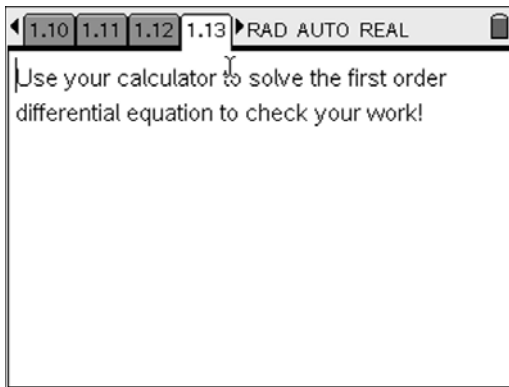 1.10 1.11 1.12 1.13 RAD AUTO REAL
Use your calculator to solve the first order
differential equation to check your work!